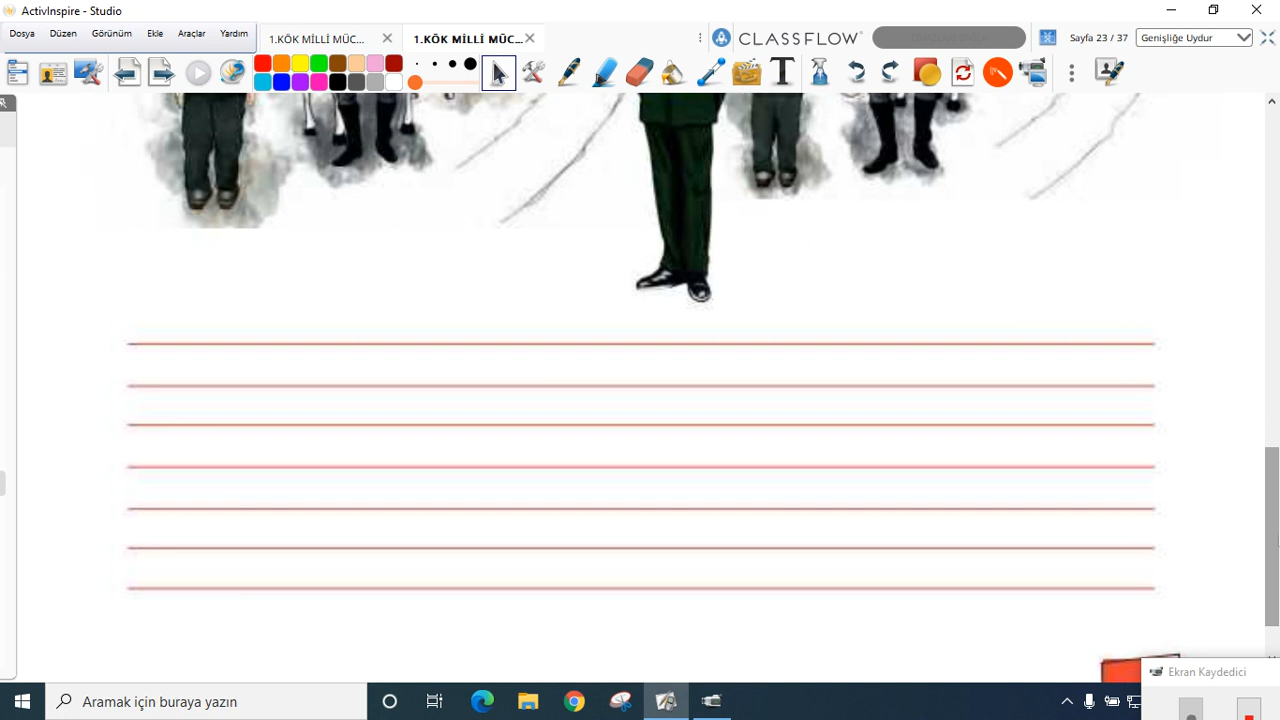 ActivInspire - Studio
Dosya Düzen Görünüm Ekle Araçlar Yardım
1.KÖK MİLLİ MÜC... 1.KÖK MİLLİ MÜC...
CLASSFLOW
Sayfa 23 / 37 Genişliğe Uydur
T
Ekran Kaydedici
Aramak için buraya yazın